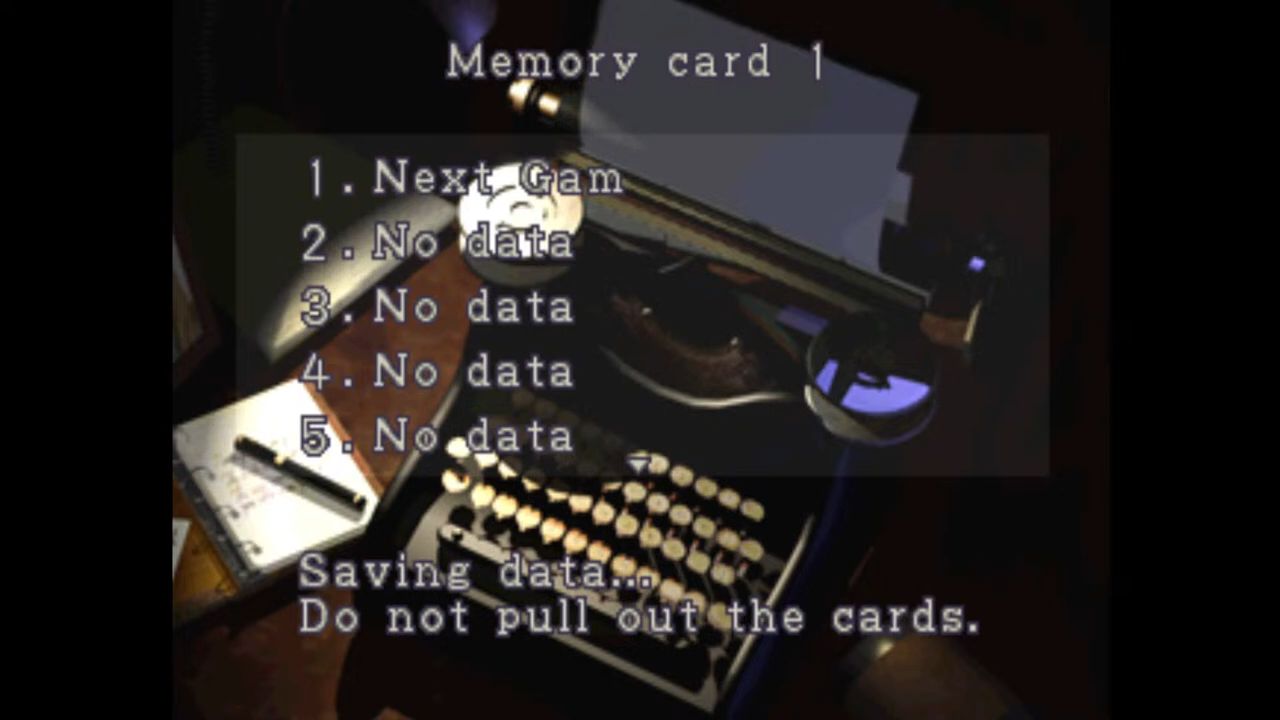 Memory card 1
1. Next Gam
2. No data
3. No data
4. No data
5. No data
Saving data...
Do not pull out the cards.